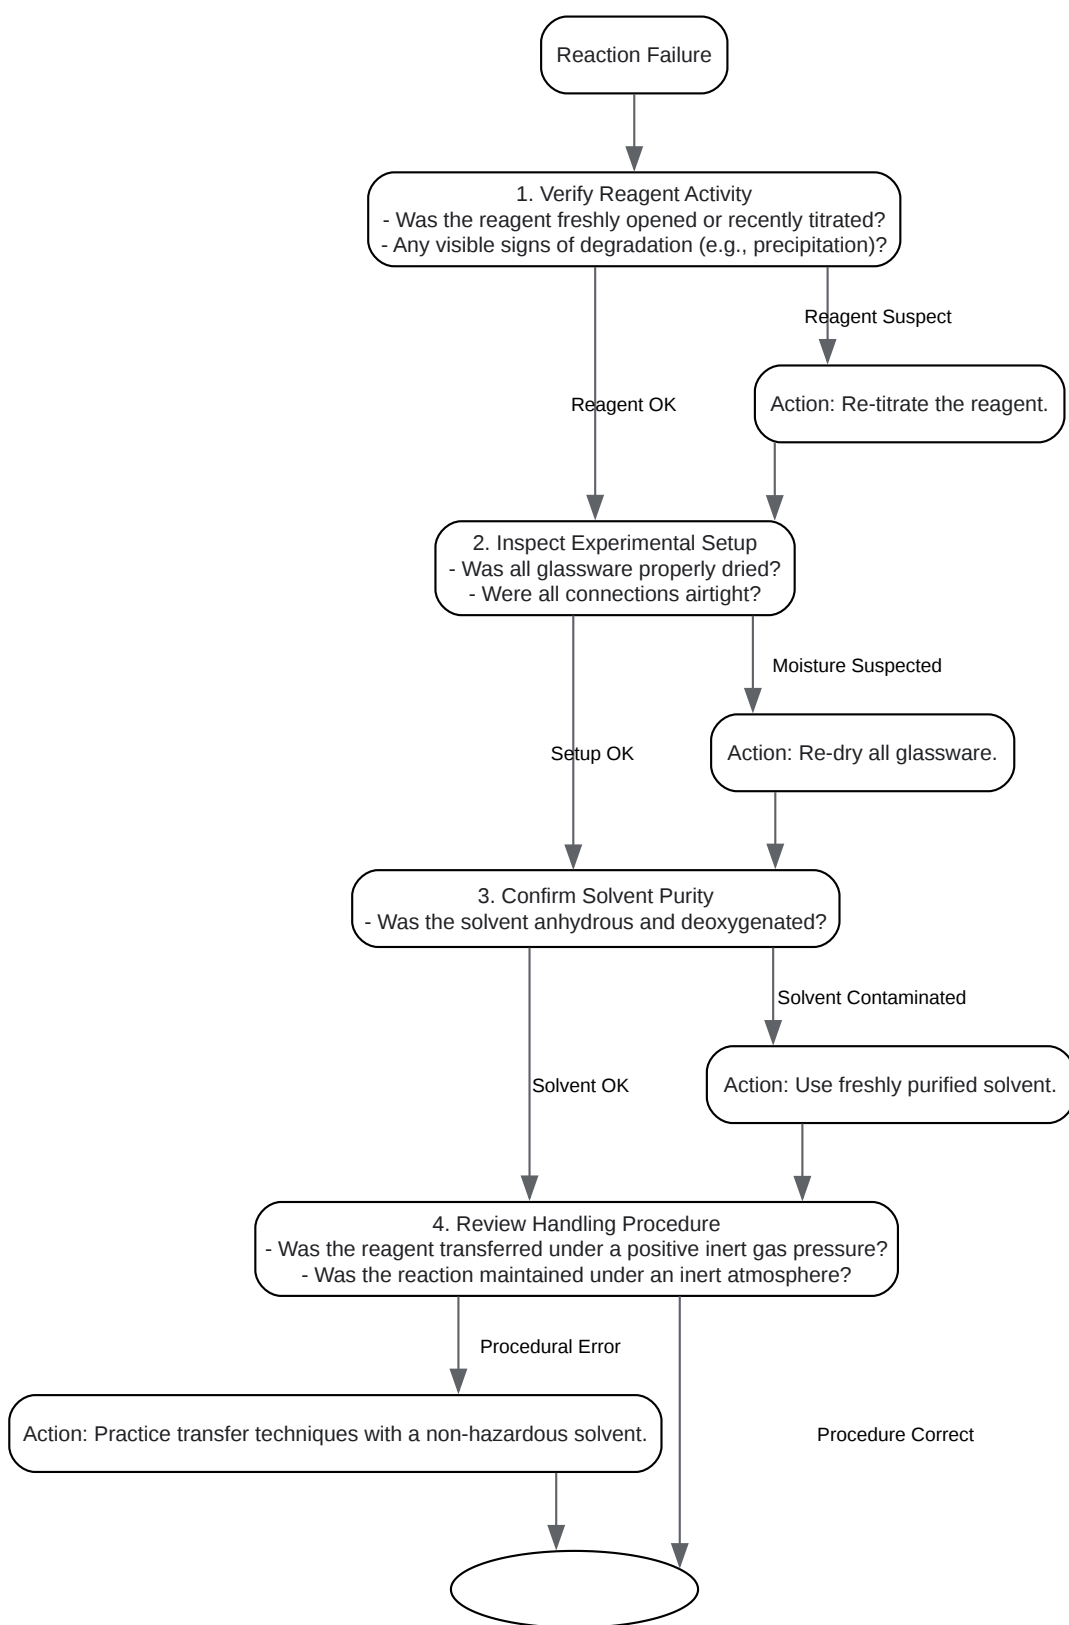 Reaction Failure
1. Verify Reagent Activity
- Was the reagent freshly opened or recently titrated?
- Any visible signs of degradation (e.g., precipitation)?
Reagent Suspect
Reagent OK
Action: Re-titrate the reagent.
2. Inspect Experimental Setup
- Was all glassware properly dried?
- Were all connections airtight?
Moisture Suspected
Setup OK
Action: Re-dry all glassware.
3. Confirm Solvent Purity
- Was the solvent anhydrous and deoxygenated?
Solvent Contaminated
Solvent OK
Action: Use freshly purified solvent.
4. Review Handling Procedure
- Was the reagent transferred under a positive inert gas pressure?
- Was the reaction maintained under an inert atmosphere?
Procedural Error
Action: Practice transfer techniques with a non-hazardous solvent.
Procedure Correct